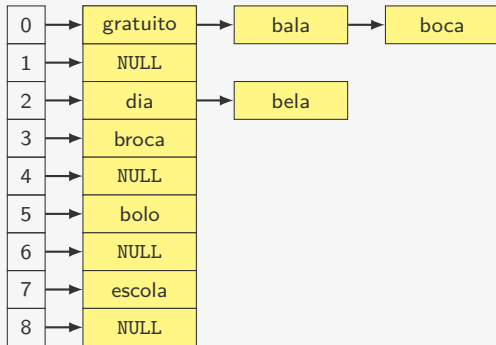 0 gratuito bala boca
1 NULL
2 dia bela
3 broca
4 NULL
5 bolo
6 NULL
7 escola
8 NULL